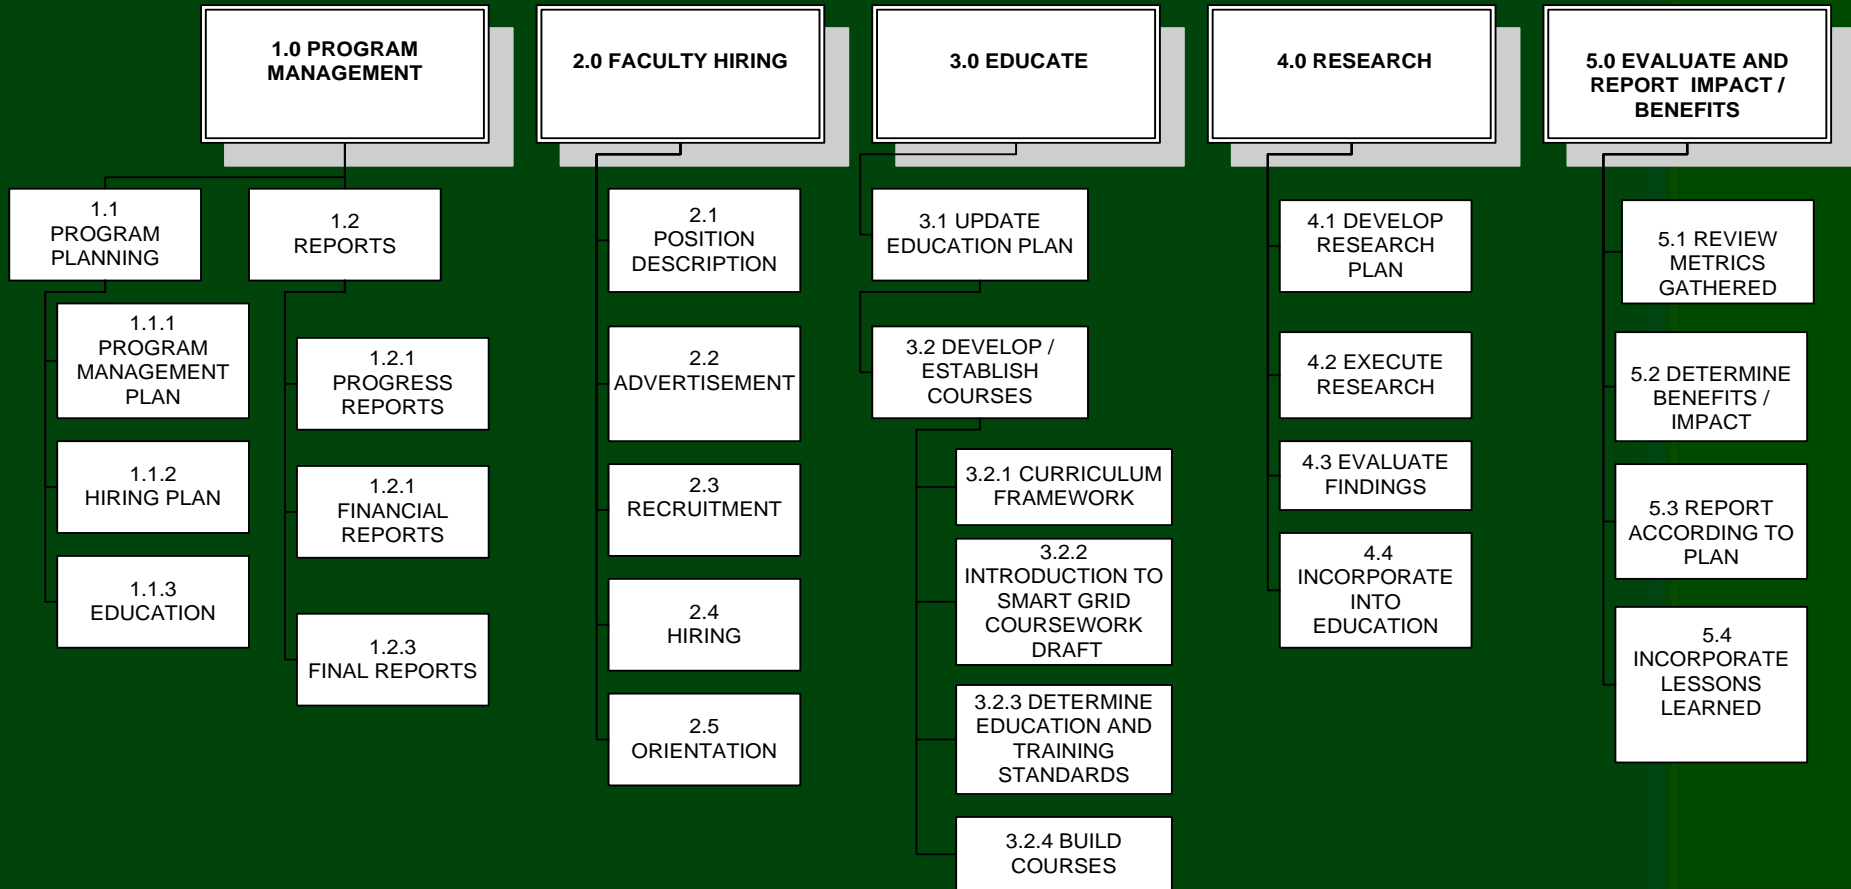 1.0 PROGRAM
MANAGEMENT
2.0 FACULTY HIRING
3.0 EDUCATE
4.0 RESEARCH
5.0 EVALUATE AND
REPORT IMPACT /
BENEFITS
1.1
PROGRAM
PLANNING
1.1.1
PROGRAM
MANAGEMENT
PLAN
1.1.2
HIRING PLAN
1.1.3
EDUCATION
1.2
REPORTS
1.2.1
PROGRESS
REPORTS
1.2.1
FINANCIAL
REPORTS
1.2.3
FINAL REPORTS
2.1
POSITION
DESCRIPTION
2.2
ADVERTISEMENT
2.3
RECRUITMENT
2.4
HIRING
2.5
ORIENTATION
3.1 UPDATE
EDUCATION PLAN
3.2 DEVELOP /
ESTABLISH
COURSES
3.2.1 CURRICULUM
FRAMEWORK
3.2.2
INTRODUCTION TO
SMART GRID
COURSEWORK
DRAFT
3.2.3 DETERMINE
EDUCATION AND
TRAINING
STANDARDS
3.2.4 BUILD
COURSES
4.1 DEVELOP
RESEARCH
PLAN
4.2 EXECUTE
RESEARCH
4.3 EVALUATE
FINDINGS
4.4
INCORPORATE
INTO
EDUCATION
5.1 REVIEW
METRICS
GATHERED
5.2 DETERMINE
BENEFITS /
IMPACT
5.3 REPORT
ACCORDING TO
PLAN
5.4
INCORPORATE
LESSONS
LEARNED